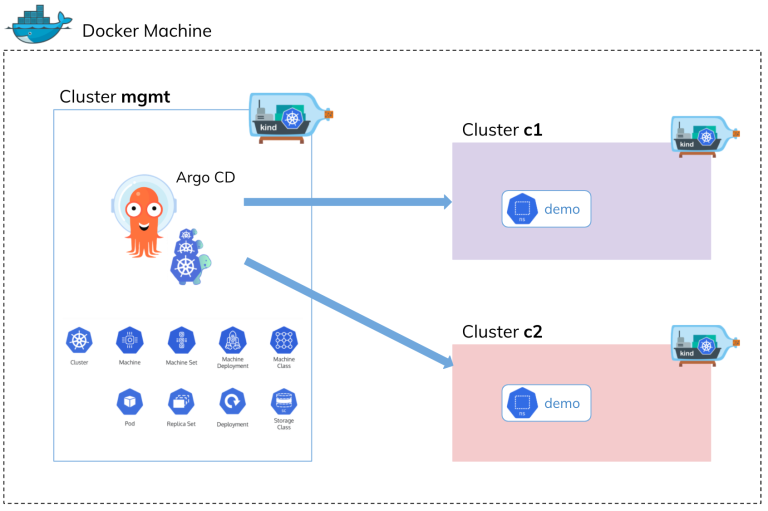 Docker Machine
Cluster mgmt
kind
Argo CD
Cluster
Machine
Machine Set
Machine
Deployment
Machine
Class
Pod
Replica Set
Deployment
sc
Storage
Class
Cluster c1
kind
ns
demo
Cluster c2
kind
ns
demo